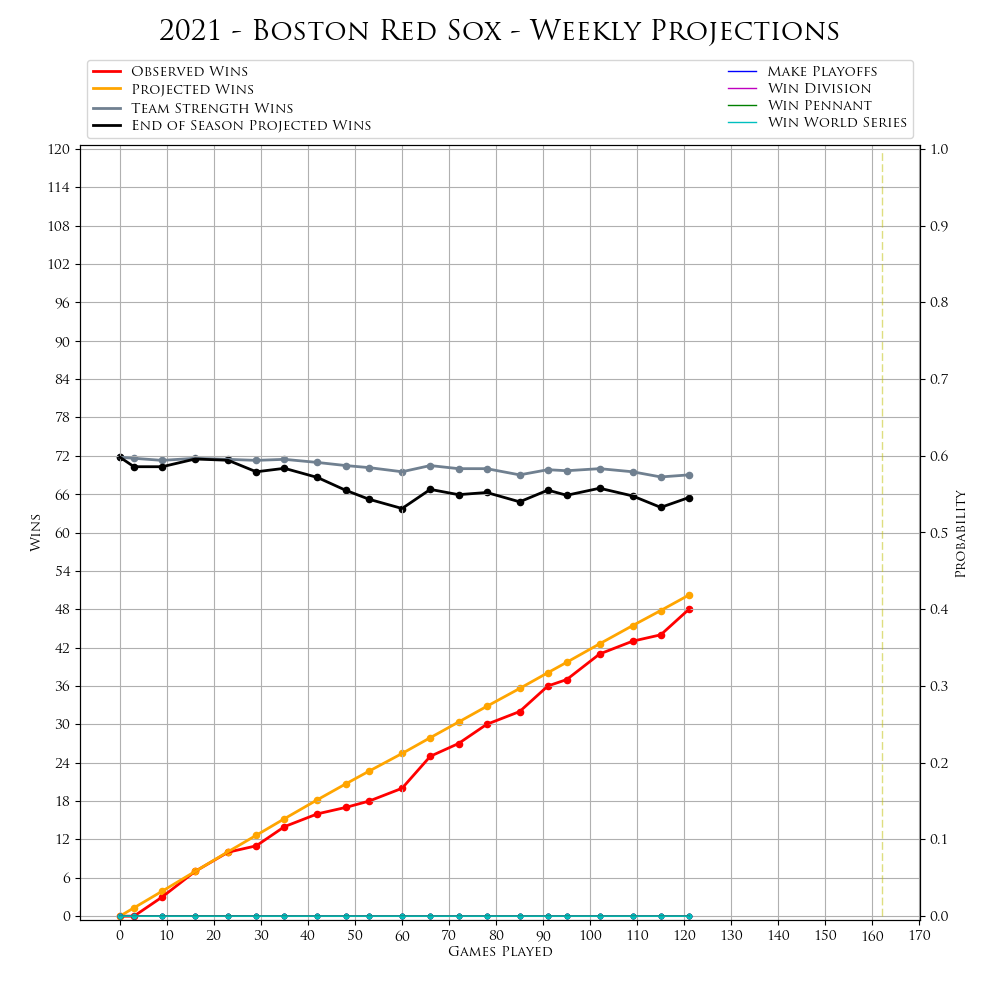 2021 - Boston Red Sox - Weekly Projections
Observed Wins
Projected Wins
Team Strength Wins
End of Season Projected Wins
Make Playoffs
Win Division
Win Pennant
Win World Series
120
114
108
102
96
90
84
78
72
66
60
54
48
42
36
30
24
18
12
6
0
Wins
1.0
0.9
0.8
0.7
0.6
0.5
0.4
0.3
0.2
0.1
0.0
Probability
0 10 20 30 40 50 60 70 80 90 100 110 120 130 140 150 160 170
Games Played